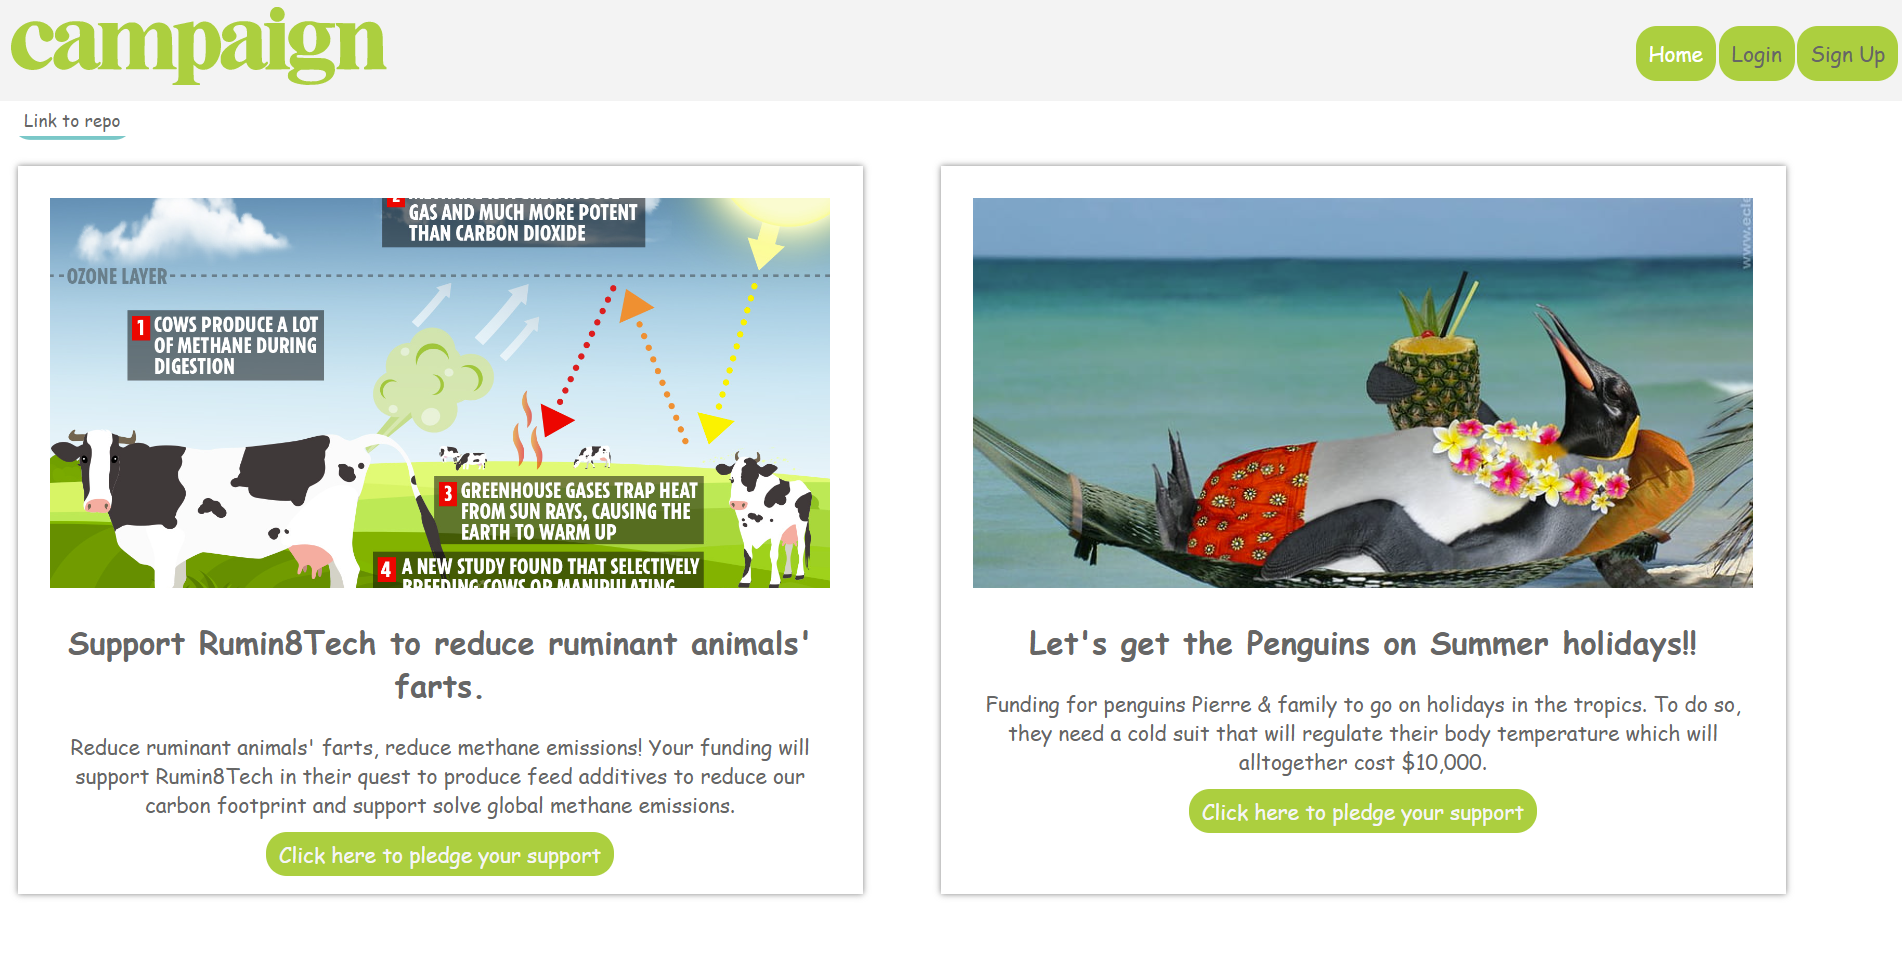 campaign
Home
Login
Sign Up
Link to repo
2
GAS AND MUCH MORE POTENT
THAN CARBON DIOXIDE
OZONE LAYER
1 COWS PRODUCE A LOT
OF METHANE DURING
DIGESTION
3 GREENHOUSE GASES TRAP HEAT
FROM SUN RAYS, CAUSING THE
EARTH TO WARM UP
4 A NEW STUDY FOUND THAT SELECTIVELY
BREEDING COWS OR MANIPULATING
Support Rumin8Tech to reduce ruminant animals'
farts.
Reduce ruminant animals' farts, reduce methane emissions! Your funding will
support Rumin8Tech in their quest to produce feed additives to reduce our
carbon footprint and support solve global methane emissions.
Click here to pledge your support
www.ecle
Let's get the Penguins on Summer holidays!!
Funding for penguins Pierre & family to go on holidays in the tropics. To do so,
they need a cold suit that will regulate their body temperature which will
alltogether cost $10,000.
Click here to pledge your support